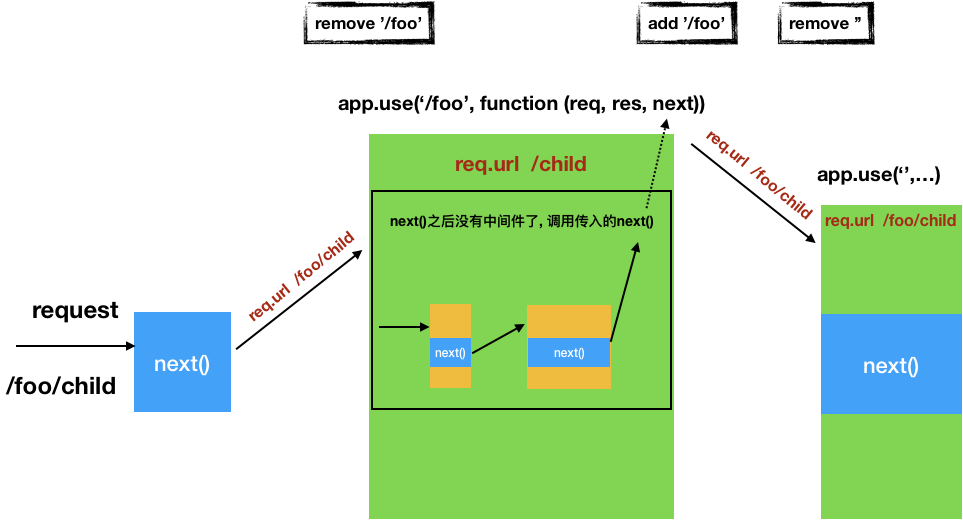 remove ’/foo’
add ’/foo’
remove ’’
app.use(‘/foo’, function (req, res, next))
req.url /foo/child
app.use(‘’,…)
req.url /child
req.url /foo/child
next()之后没有中间件了, 调用传入的next()
req.url /foo/child
request
next()
/foo/child
next()
next()
next()